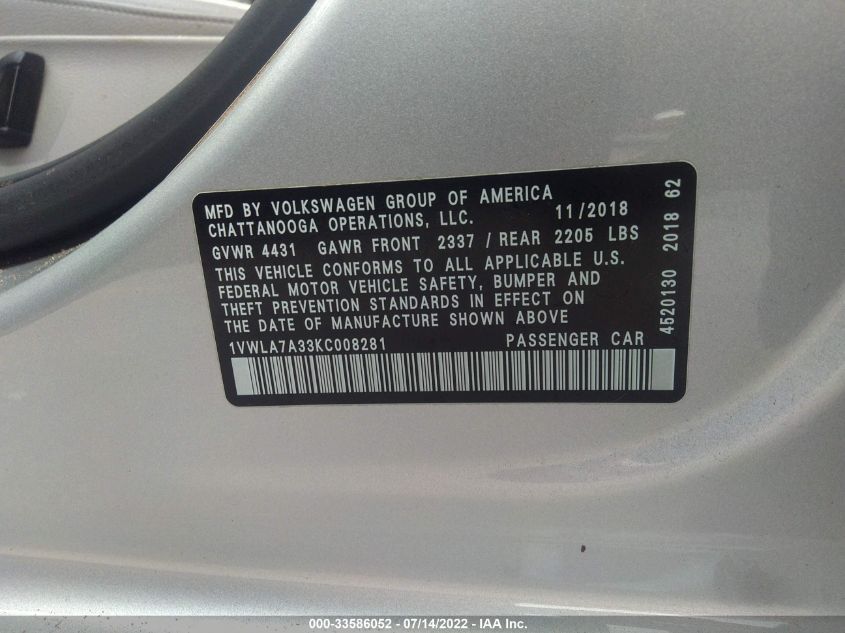 MFD BY VOLKSWAGEN GROUP OF AMERICA
CHATTANOOGA OPERATIONS, LLC. 11/2018
GVWR 4431 GAWR FRONT 2337 / REAR 2205 LBS
THIS VEHICLE CONFORMS TO ALL APPLICABLE U.S.
FEDERAL MOTOR VEHICLE SAFETY, BUMPER AND
THEFT PREVENTION STANDARDS IN EFFECT ON
THE DATE OF MANUFACTURE SHOWN ABOVE
1VWLA7A33KC008281 PASSENGER CAR
4520130 2018 62
000-33586052 - 07/14/2022 - IAA Inc.